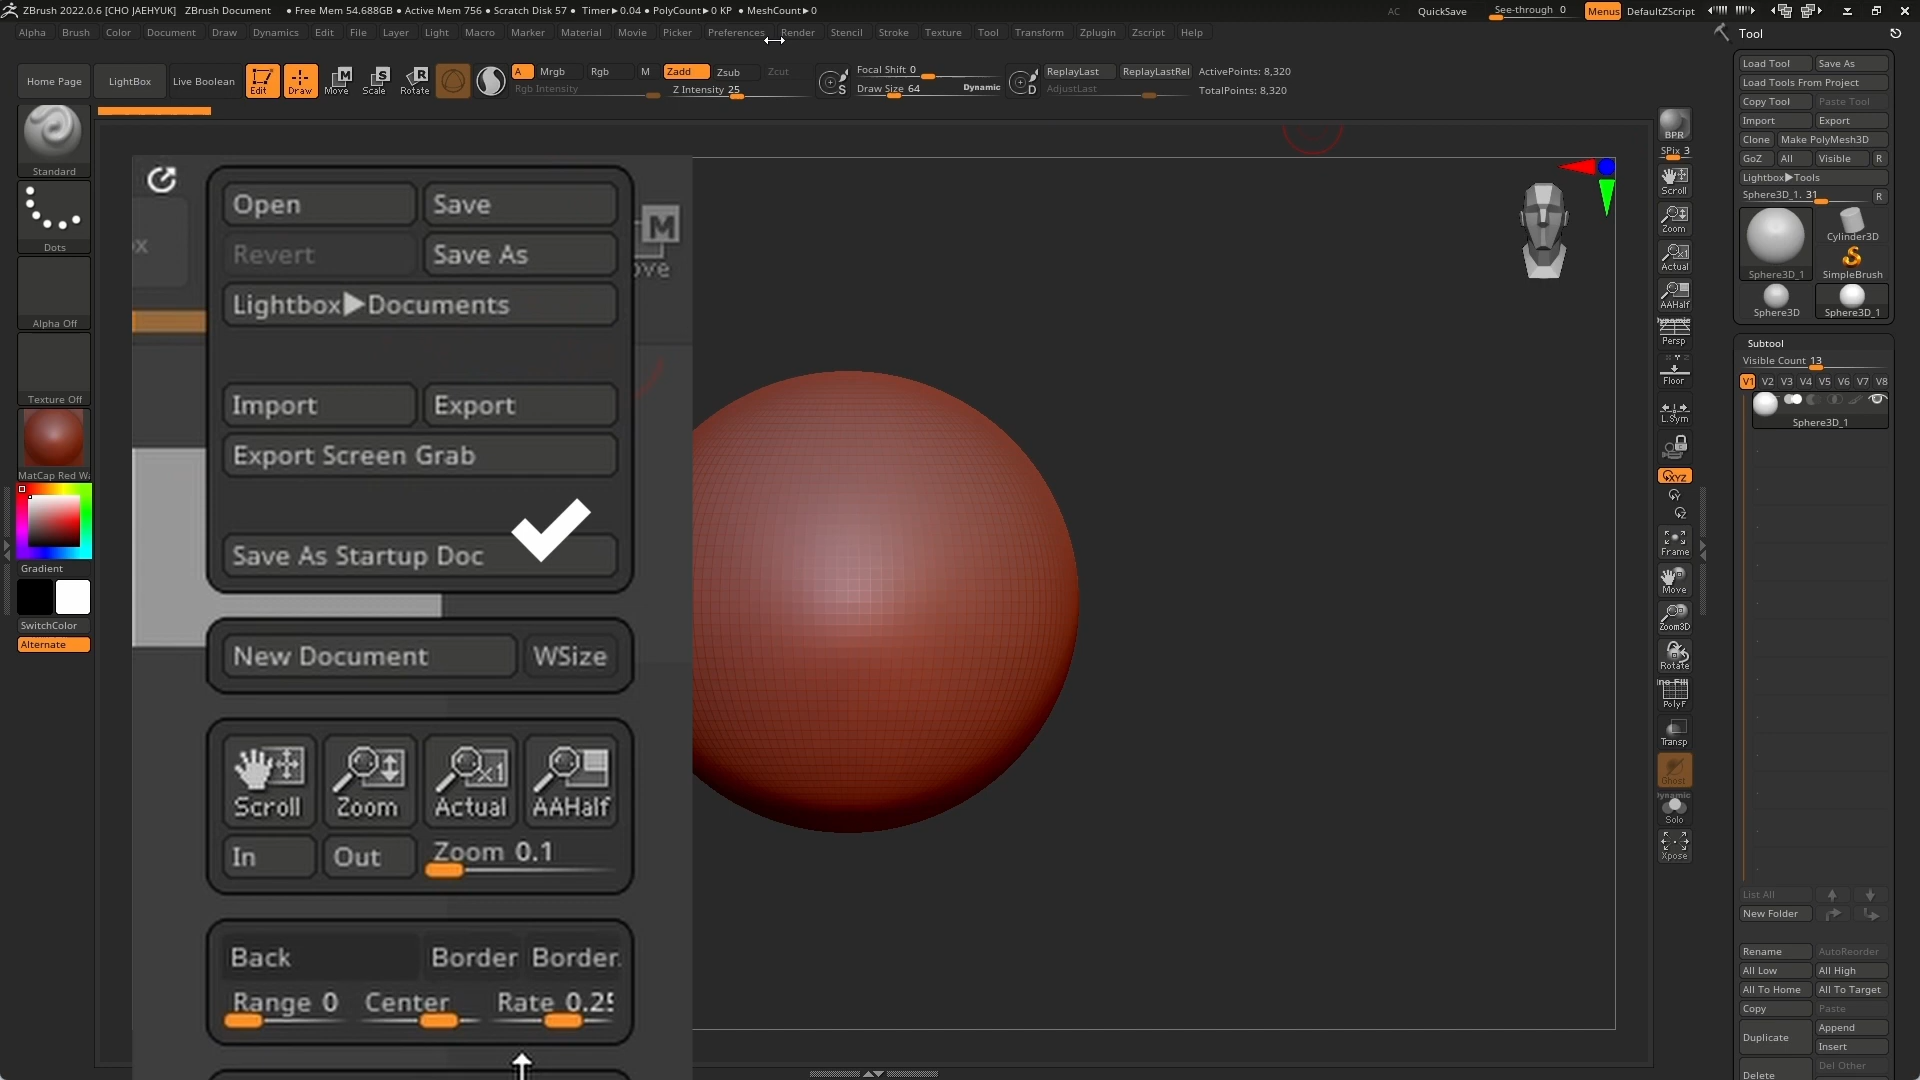 ZBrush 2022.0.6 [CHO JAEHYUK] ZBrush Document • Free Mem 54.688GB • Active Mem 756 • Scratch Disk 57 • Timer▶0.04 • PolyCount▶0 KP • MeshCount▶0 AC QuickSave See-through 0 Menus DefaultZScript
Alpha Brush Color Document Draw Dynamics Edit File Layer Light Macro Marker Material Movie Picker Preferences Render Stencil Stroke Texture Tool Transform Zplugin Zscript Help
Home Page LightBox Live Boolean Edit Draw Move Scale Rotate
A Mrgb Rgb M Zadd Zsub Zcut
Rgb Intensity Z Intensity 25
S Focal Shift 0
Draw Size 64 Dynamic
D ReplayLast ReplayLastRel
AdjustLast
ActivePoints: 8,320
TotalPoints: 8,320
Standard
Dots
Alpha Off
Texture Off
MatCap Red Wa
Gradient
SwitchColor
Alternate
Open Save
Revert Save As
Lightbox▶Documents
Import Export
Export Screen Grab
Save As Startup Doc
New Document WSize
Scroll Zoom Actual AAHalf
In Out Zoom 0.1
Back Border Border
Range 0 Center Rate 0.25
ox
M
ove
BPR
SPix 3
Scroll
Zoom
Actual
AAHalf
Dynamic
Persp
Floor
L.Sym
XYZ
Y
Z
Frame
Move
Zoom3D
Rotate
PolyF
Transp
Ghost
Dynamic
Solo
Xpose
Tool
Load Tool Save As
Load Tools From Project
Copy Tool Paste Tool
Import Export
Clone Make PolyMesh3D
GoZ All Visible R
Lightbox▶Tools
Sphere3D_1. 31 R
Sphere3D_1 Cylinder3D
SimpleBrush
Sphere3D Sphere3D_1
Subtool
Visible Count 13
V1 V2 V3 V4 V5 V6 V7 V8
Sphere3D_1
List All
New Folder
Rename AutoReorder
All Low All High
All To Home All To Target
Copy Paste
Duplicate Append
Insert
Delete Del Other